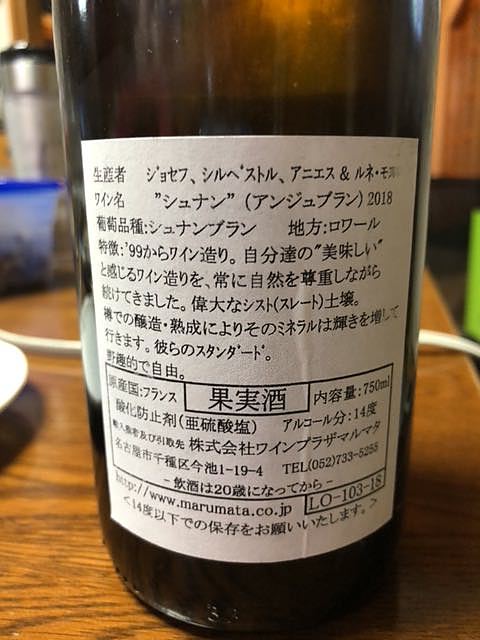 生産者 ジョセフ、シルベストル、アニエス & ルネ・モス
ワイン名 "シュナン" (アンジュブラン) 2018
葡萄品種:シュナンブラン 地方:ロワール
特徴:'99からワイン造り。自分達の"美味しい"
と感じるワイン造りを、常に自然を尊重しながら
続けてきました。偉大なシスト(スレート)土壌。
樽での醸造・熟成によりそのミネラルは輝きを増して
行きます。彼らのスタンダード。
野趣的で自由。
原産国:フランス 果実酒 内容量:750ml
酸化防止剤(亜硫酸塩) アルコール分:14度
輸入業者及び引取先 株式会社ワインプラザマルマタ
名古屋市千種区今池1-19-4 TEL(052)733-5255
- 飲酒は20歳になってから -
http://www.marumata.co.jp LO-103-18
<14度以下での保存をお願いいたします。>